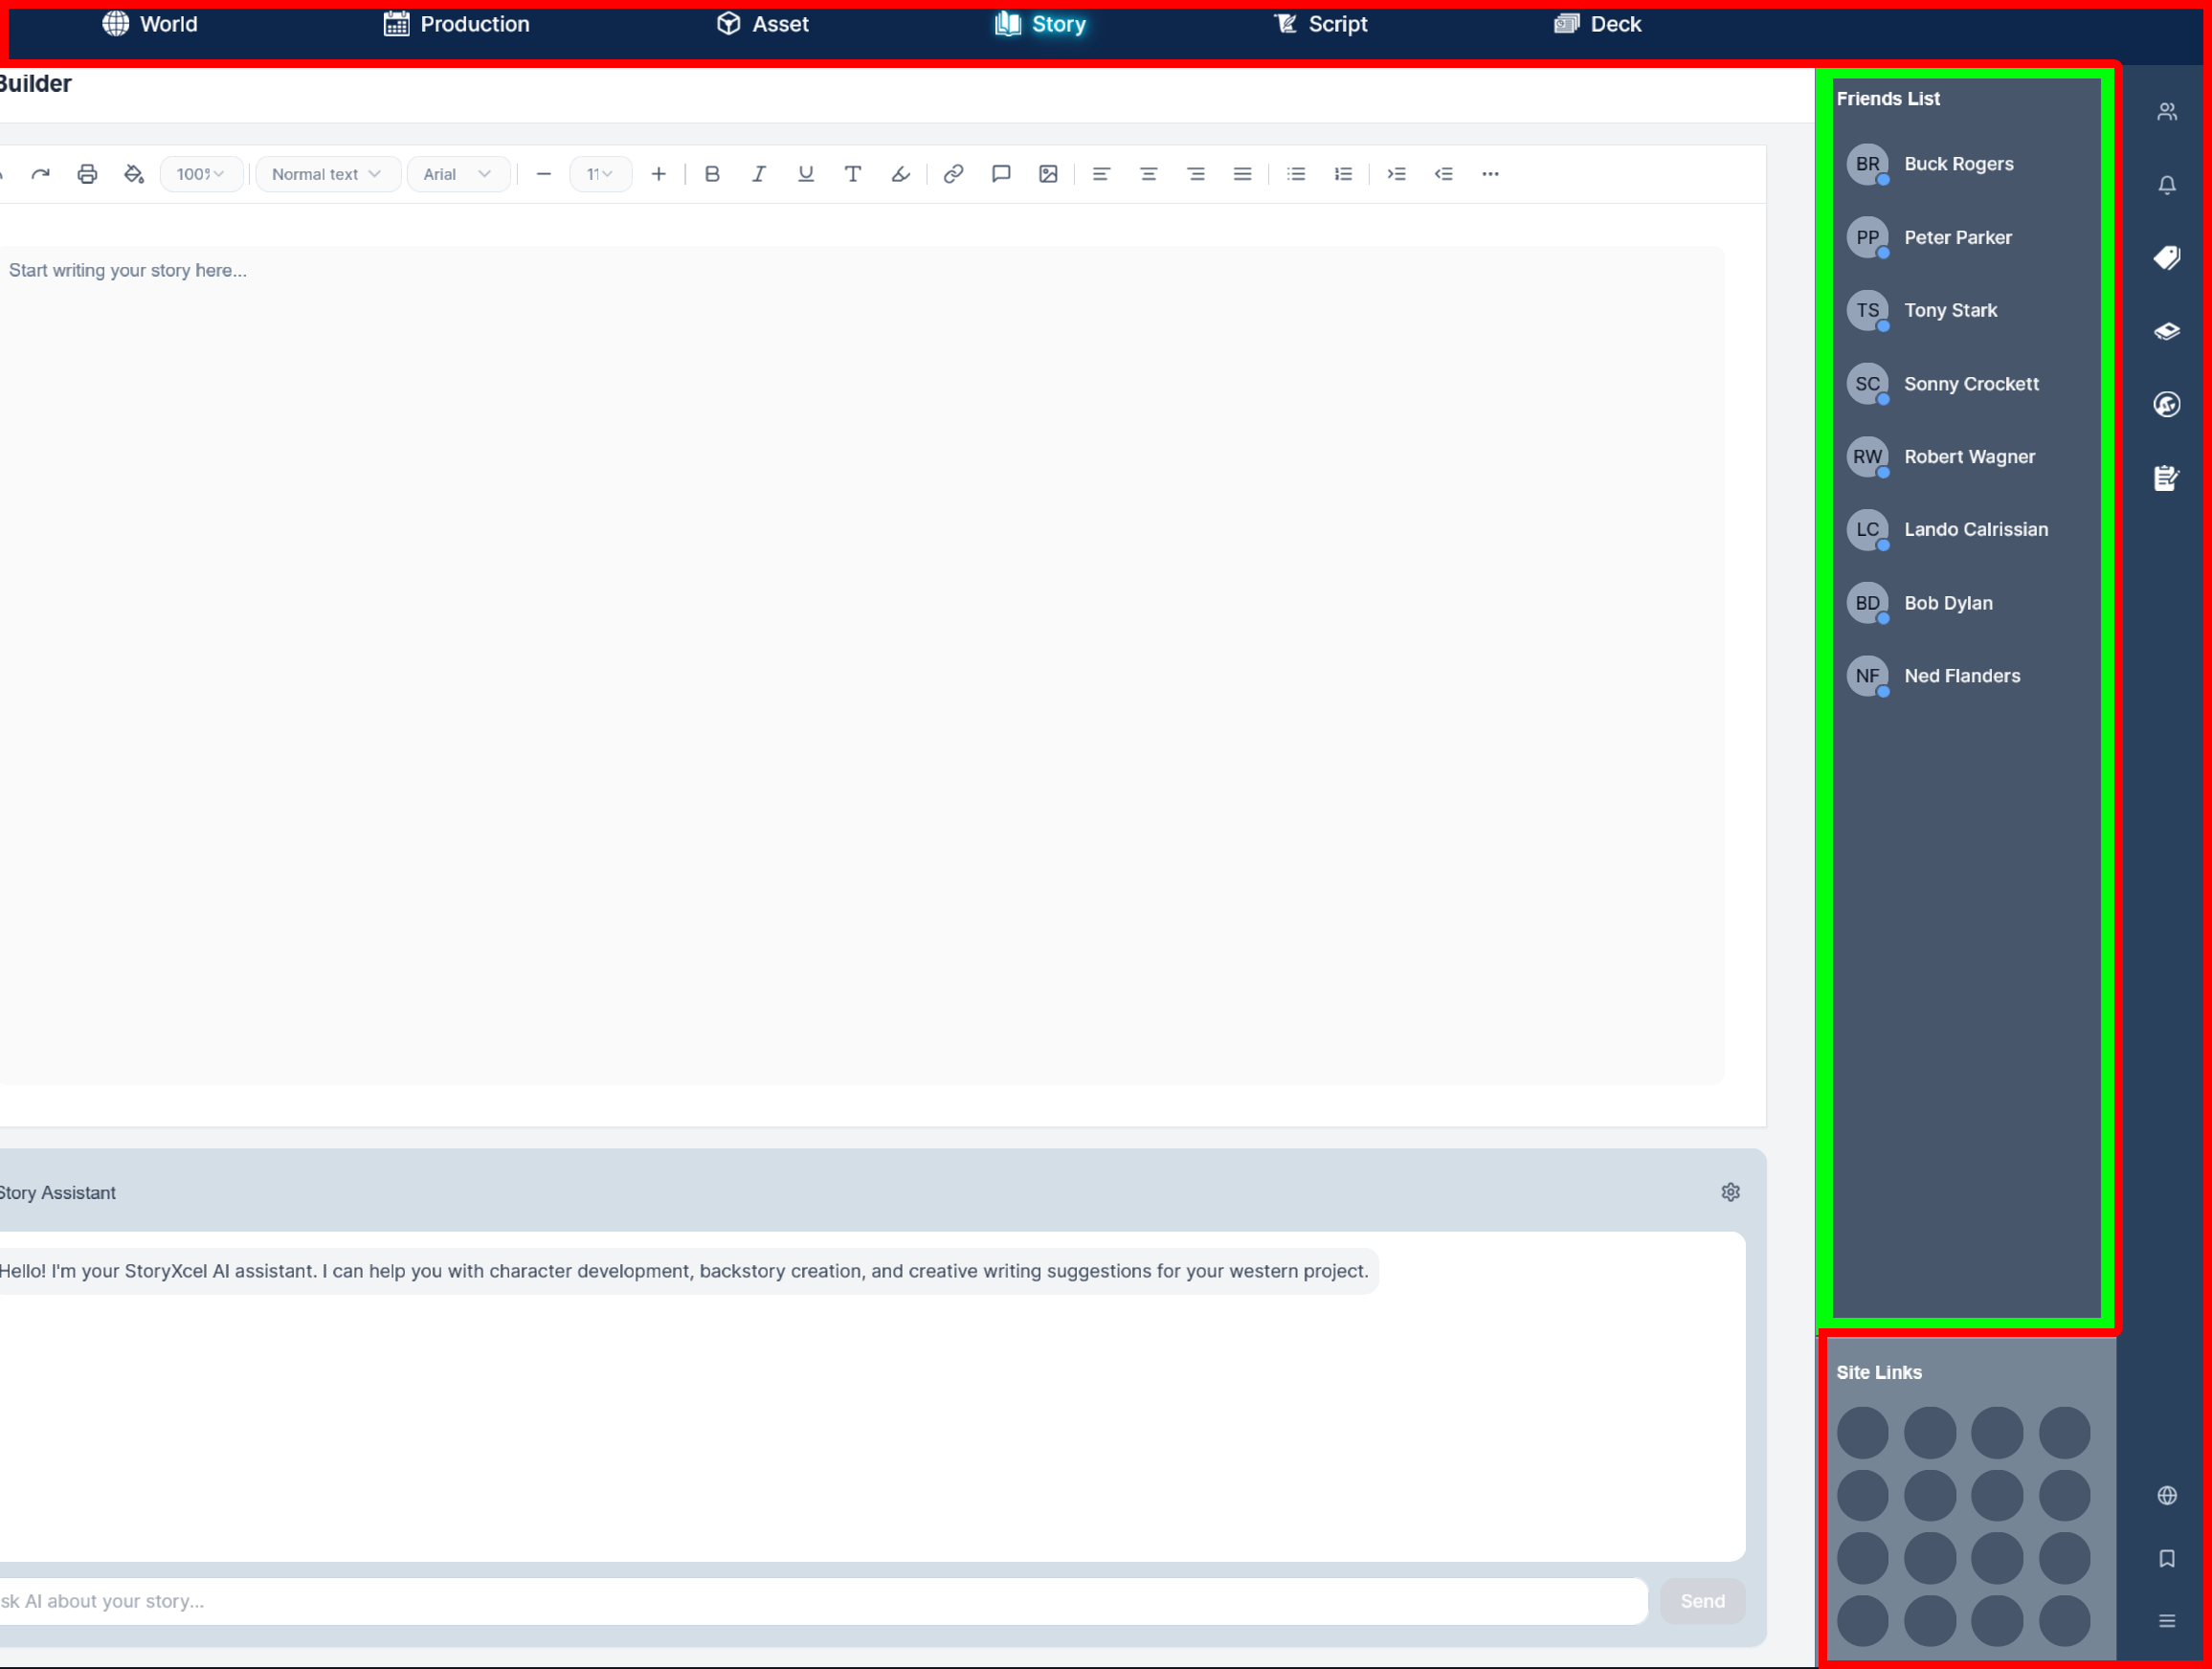 World Production Asset Story Script Deck
Builder
100% Normal text Arial 11
Start writing your story here...
Friends List
BR Buck Rogers
PP Peter Parker
TS Tony Stark
SC Sonny Crockett
RW Robert Wagner
LC Lando Calrissian
BD Bob Dylan
NF Ned Flanders
Story Assistant
Hello! I'm your StoryXcel AI assistant. I can help you with character development, backstory creation, and creative writing suggestions for your western project.
sk AI about your story...
Send
Site Links